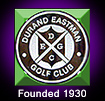 DURAND EASTMAN
D E
G C
GOLF CLUB
Founded 1930